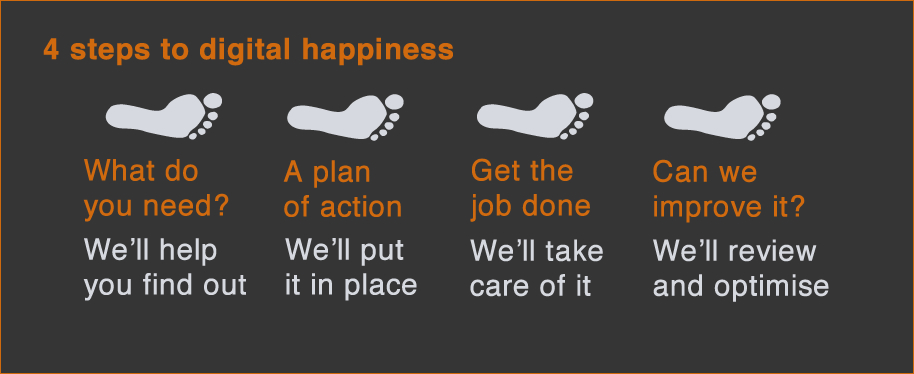 4 steps to digital happiness
What do
you need?
We’ll help
you find out
A plan
of action
We’ll put
it in place
Get the
job done
We’ll take
care of it
Can we
improve it?
We’ll review
and optimise